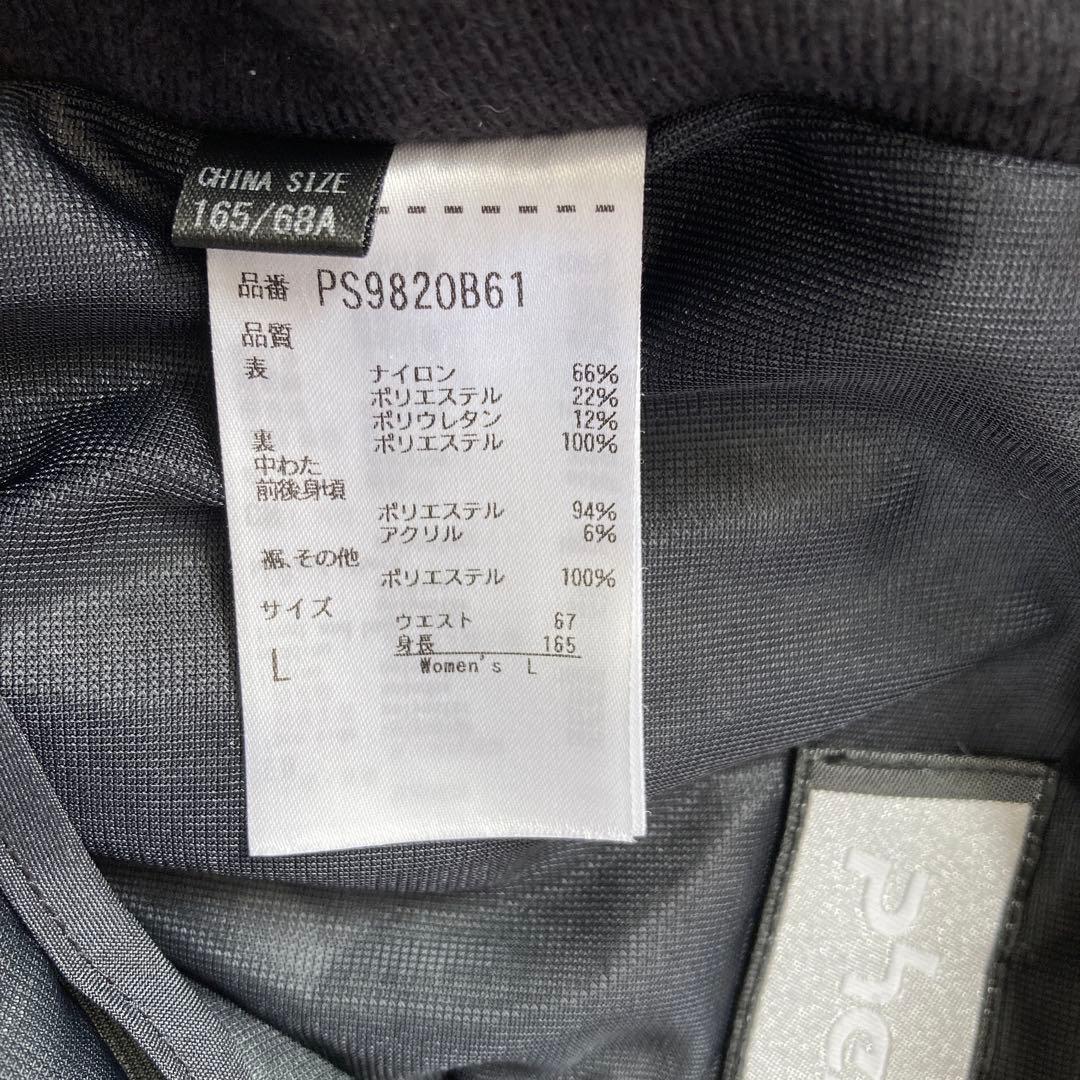 CHINA SIZE
165/68A
品番 PS9820B61
品質
表
ナイロン 66%
ポリエステル 22%
ポリウレタン 12%
裏 ポリエステル 100%
中わた
前後身頃
ポリエステル 94%
アクリル 6%
裾、その他
ポリエステル 100%
サイズ
ウエスト 67
身長 165
L
Women's L
Phe